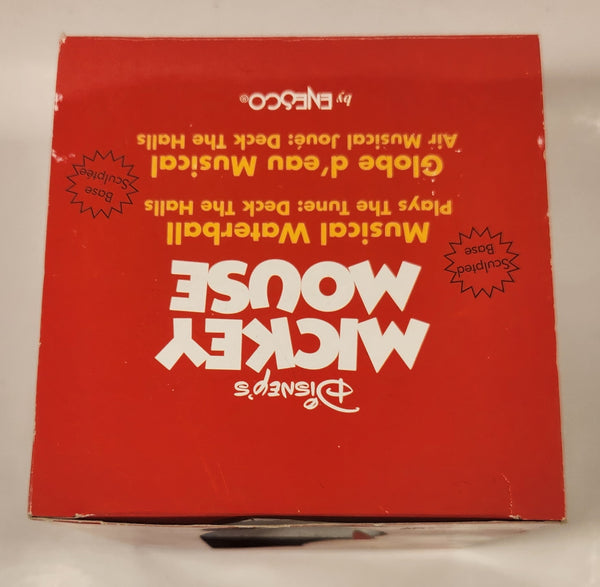 Disney's
MICKEY
MOUSE
Musical Waterball
Plays The Tune: Deck The Halls
Globe d'eau Musical
Air Musical Joué: Deck The Halls
by ENESCO®
Sculpted
Base
Base
Sculptée